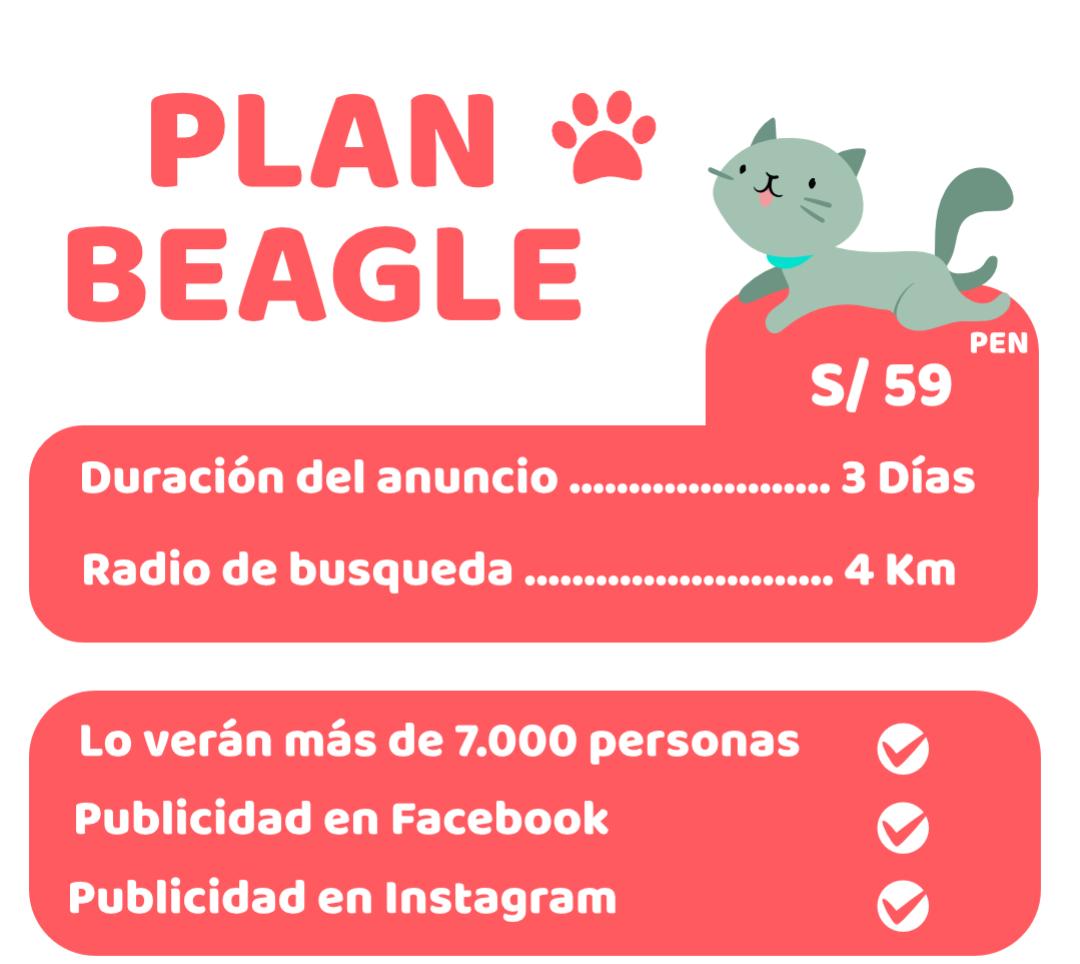 PLAN
BEAGLE
PEN
S/ 59
Duración del anuncio ...................... 3 Días
Radio de busqueda .......................... 4 Km
Lo verán más de 7.000 personas
Publicidad en Facebook
Publicidad en Instagram